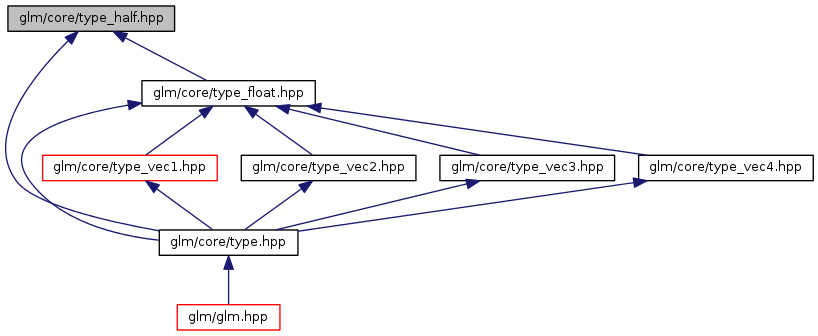 glm/core/type_half.hpp
glm/core/type_float.hpp
glm/core/type_vec1.hpp
glm/core/type_vec2.hpp
glm/core/type_vec3.hpp
glm/core/type_vec4.hpp
glm/core/type.hpp
glm/glm.hpp